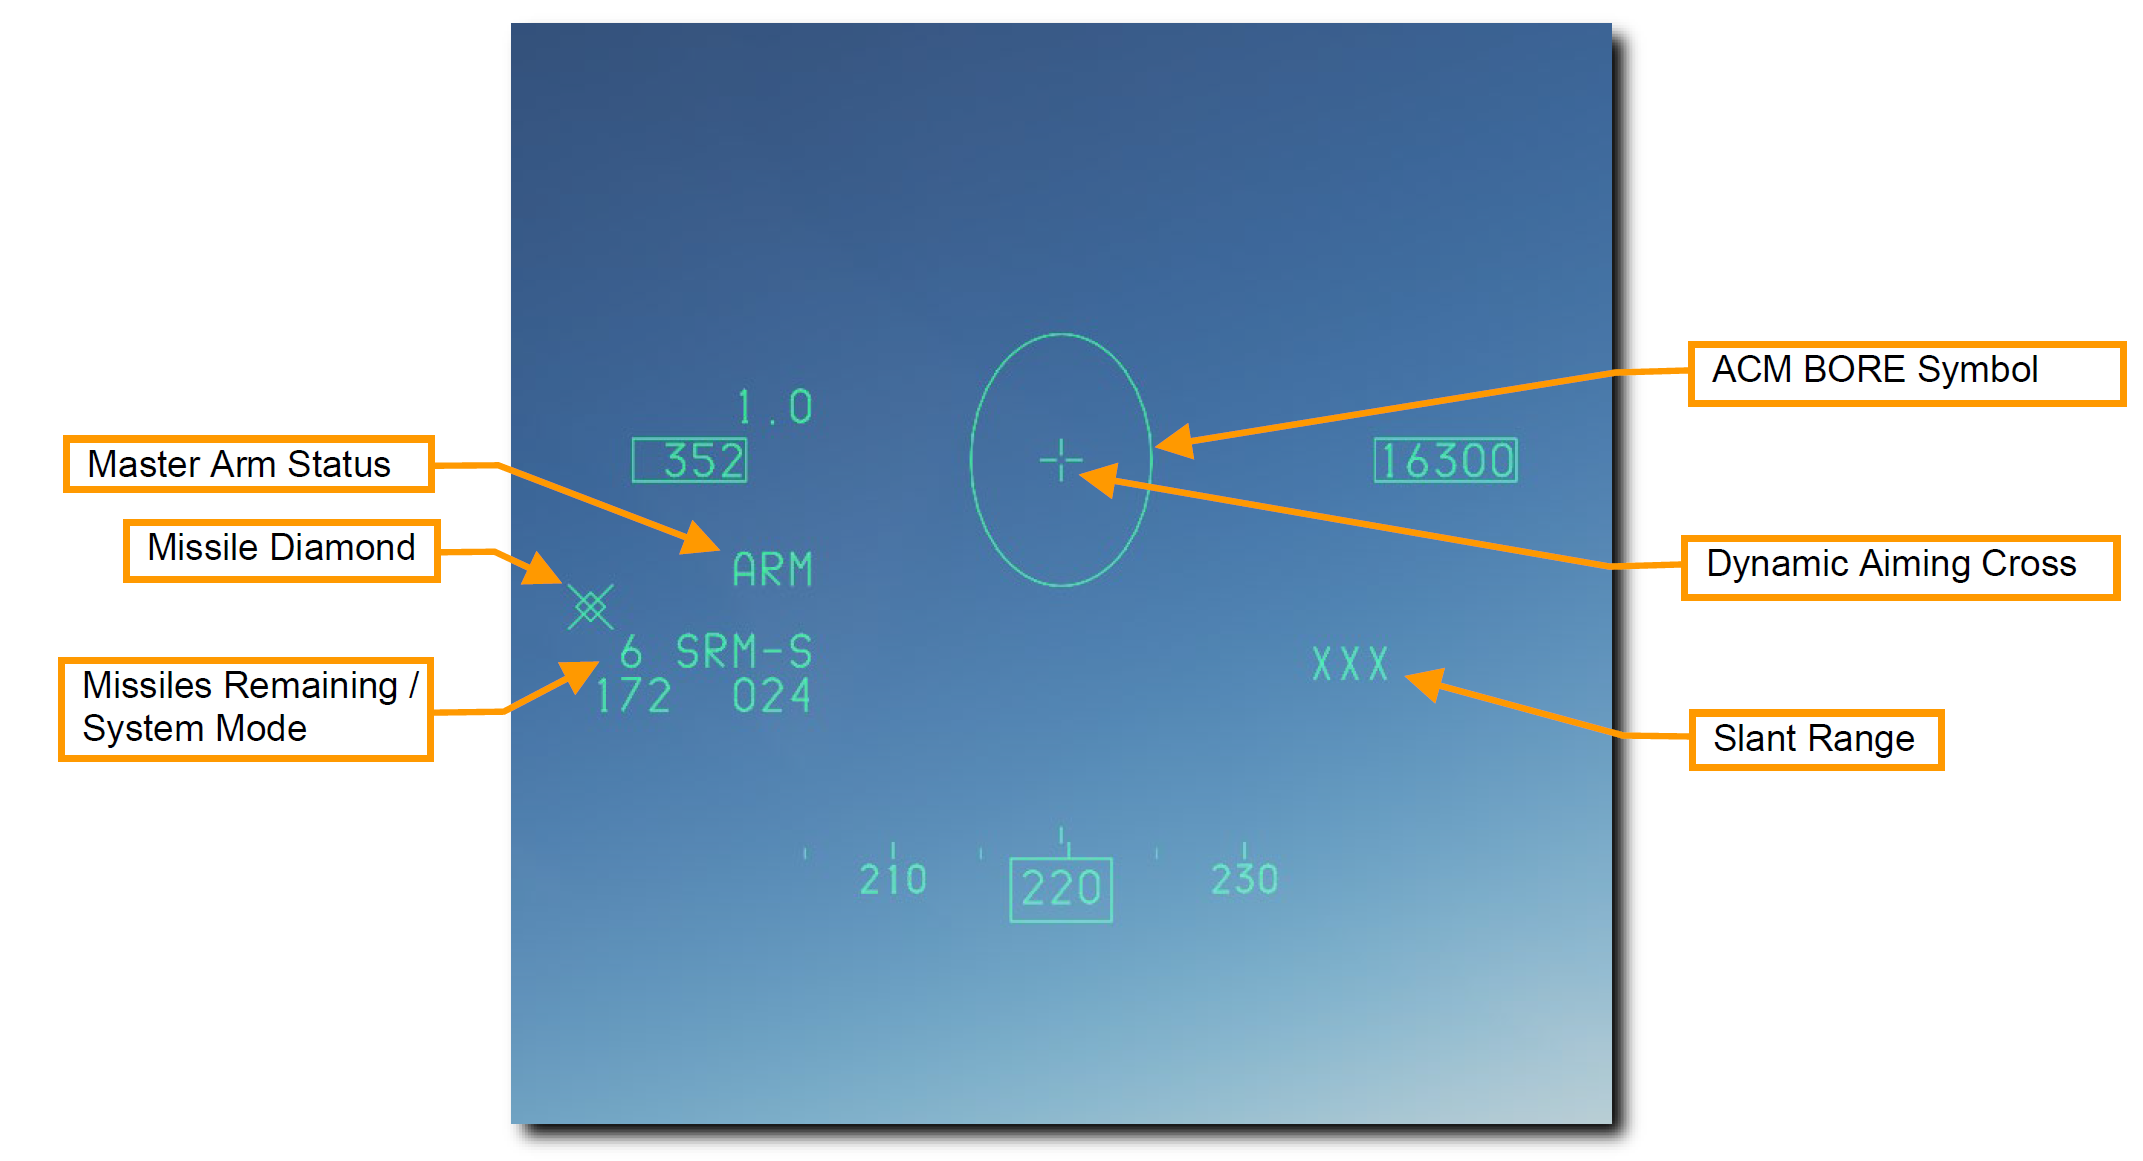 1.0
352
16300
ACM BORE Symbol
Master Arm Status
Missile Diamond
ARM
Dynamic Aiming Cross
6 SRM-S
172 024
XXX
Missiles Remaining /
System Mode
Slant Range
210
220
230